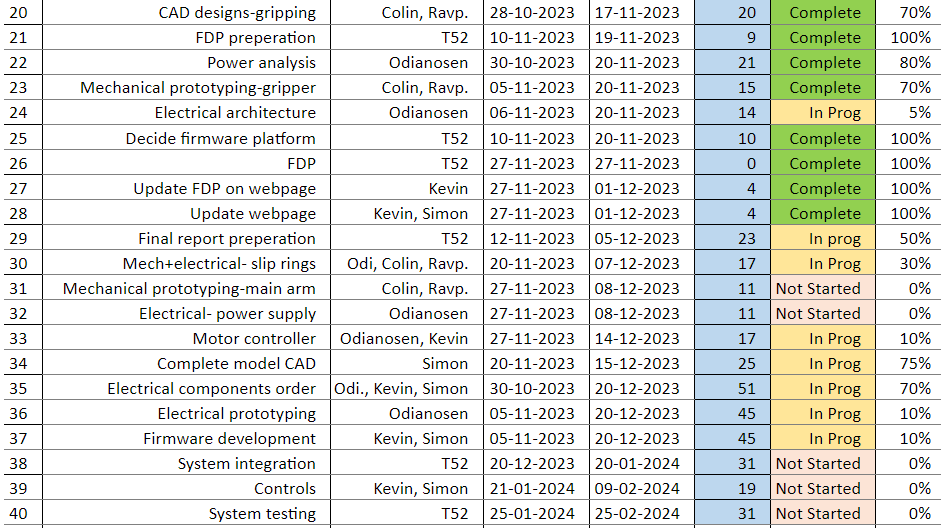 20 CAD designs-gripping Colin, Ravp. 28-10-2023 17-11-2023 20 Complete 70%
21 FDP preperation T52 10-11-2023 19-11-2023 9 Complete 100%
22 Power analysis Odianosen 30-10-2023 20-11-2023 21 Complete 80%
23 Mechanical prototyping-gripper Colin, Ravp. 05-11-2023 20-11-2023 15 Complete 70%
24 Electrical architecture Odianosen 06-11-2023 20-11-2023 14 In Prog 5%
25 Decide firmware platform T52 10-11-2023 20-11-2023 10 Complete 100%
26 FDP T52 27-11-2023 27-11-2023 0 Complete 100%
27 Update FDP on webpage Kevin 27-11-2023 01-12-2023 4 Complete 100%
28 Update webpage Kevin, Simon 27-11-2023 01-12-2023 4 Complete 100%
29 Final report preperation T52 12-11-2023 05-12-2023 23 In prog 50%
30 Mech+electrical- slip rings Odi, Colin, Ravp. 20-11-2023 07-12-2023 17 In Prog 30%
31 Mechanical prototyping-main arm Colin, Ravp. 27-11-2023 08-12-2023 11 Not Started 0%
32 Electrical- power supply Odianosen 27-11-2023 08-12-2023 11 Not Started 0%
33 Motor controller Odianosen, Kevin 27-11-2023 14-12-2023 17 In Prog 10%
34 Complete model CAD Simon 20-11-2023 15-12-2023 25 In Prog 75%
35 Electrical components order Odi., Kevin, Simon 30-10-2023 20-12-2023 51 In Prog 70%
36 Electrical prototyping Odianosen 05-11-2023 20-12-2023 45 In Prog 10%
37 Firmware development Kevin, Simon 05-11-2023 20-12-2023 45 In Prog 10%
38 System integration T52 20-12-2023 20-01-2024 31 Not Started 0%
39 Controls Kevin, Simon 21-01-2024 09-02-2024 19 Not Started 0%
40 System testing T52 25-01-2024 25-02-2024 31 Not Started 0%